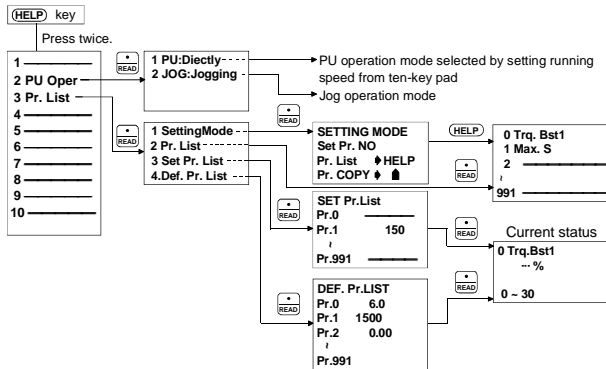 HELP key
Press twice.
1
2 PU Oper
3 Pr. List
4
5
6
7
8
9
10
READ
1 PU:Diectly
2 JOG:Jogging
PU operation mode selected by setting running
speed from ten-key pad
Jog operation mode
READ
1 SettingMode
2 Pr. List
3 Set Pr. List
4.Def. Pr. List
READ
SETTING MODE
Set Pr. NO
Pr. List HELP
Pr. COPY
HELP
READ
0 Trq. Bst1
1 Max. S
2
~
991
READ
SET Pr.List
Pr.0
Pr.1 150
~
Pr.991
READ
Current status
0 Trq.Bst1
--- %
0 ~ 30
READ
DEF. Pr.LIST
Pr.0 6.0
Pr.1 1500
Pr.2 0.00
~
Pr.991
READ